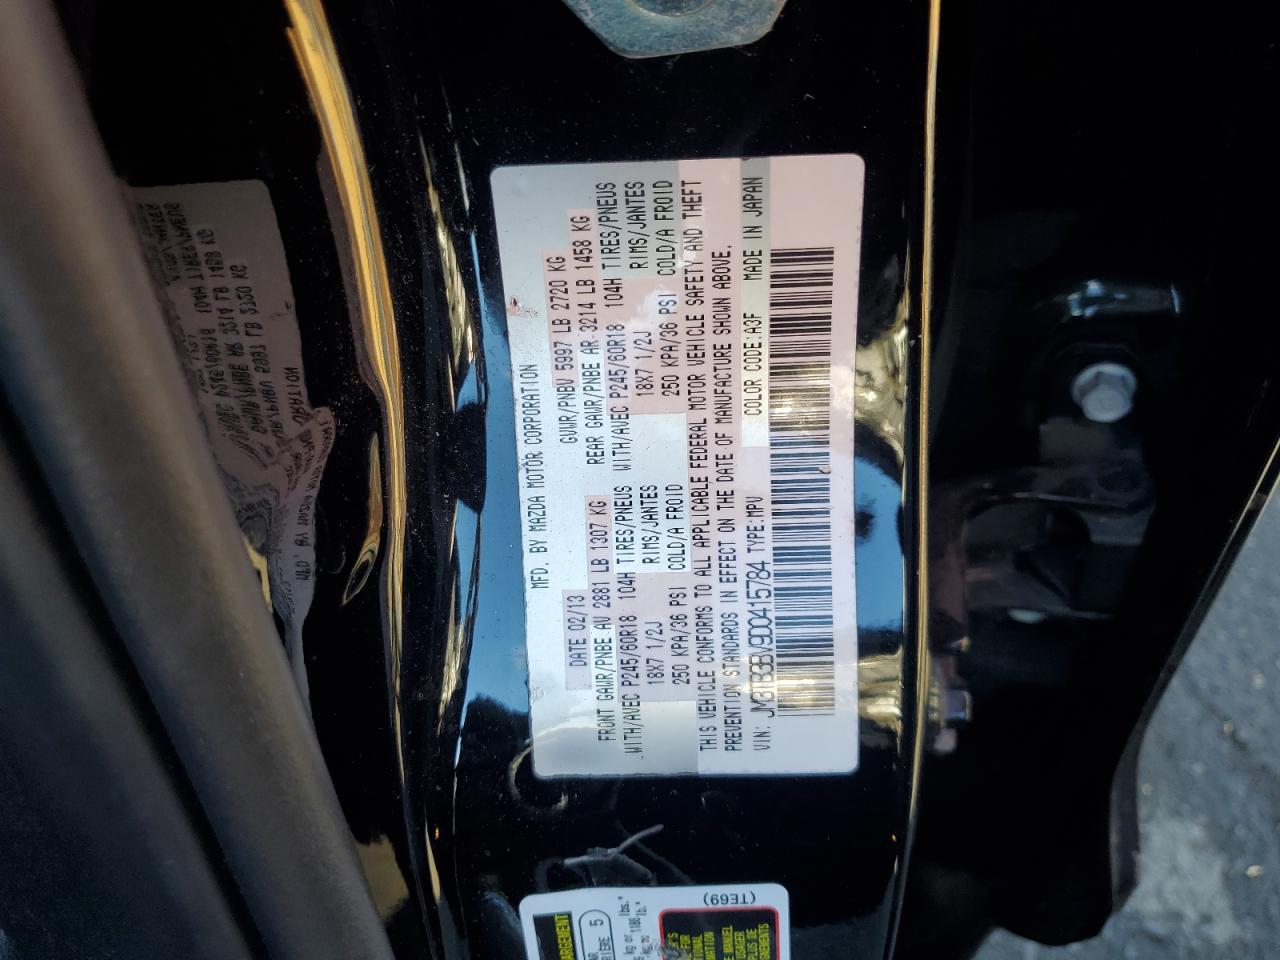 MFD. BY MAZDA MOTOR CORPORATION
DATE 02/13 GVWR/PNBV 5997 LB 2720 KG
FRONT GAWR/PNBE AV 2881 LB 1307 KG REAR GAWR/PNBE AR 3214 LB 1458 KG
WITH/AVEC P245/60R18 104H TIRES/PNEUS WITH/AVEC P245/60R18 104H TIRES/PNEUS
18X7 1/2J RIMS/JANTES 18X7 1/2J RIMS/JANTES
250 KPA/36 PSI COLD/A FROID 250 KPA/36 PSI COLD/A FROID
THIS VEHICLE CONFORMS TO ALL APPLICABLE FEDERAL MOTOR VEHICLE SAFETY AND THEFT
PREVENTION STANDARDS IN EFFECT ON THE DATE OF MANUFACTURE SHOWN ABOVE.
VIN: JM3TB3BV9D0415784 TYPE:MPV COLOR CODE:A3F MADE IN JAPAN
(TE69)
5
kg or 1186 lbs.*